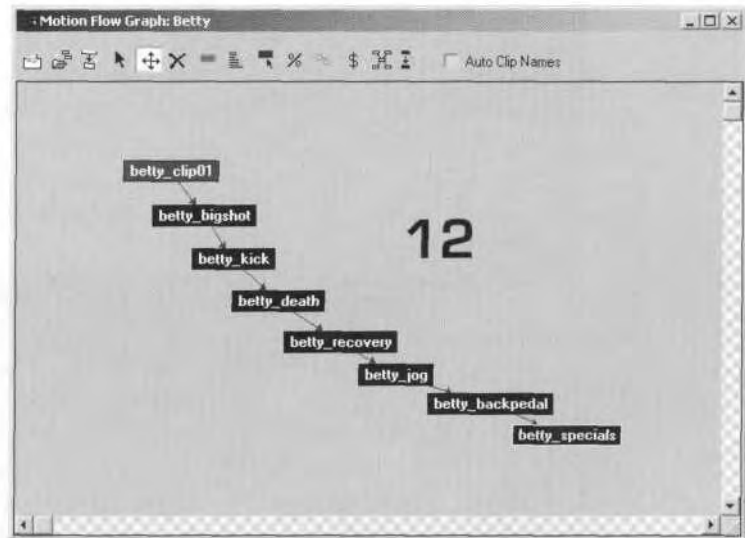 Motion Flow Graph: Betty
% $ Auto Clip Names
betty_clip01
betty_bigshot
12
betty_kick
betty_death
betty_recovery
betty_jog
betty_backpedal
betty_specials